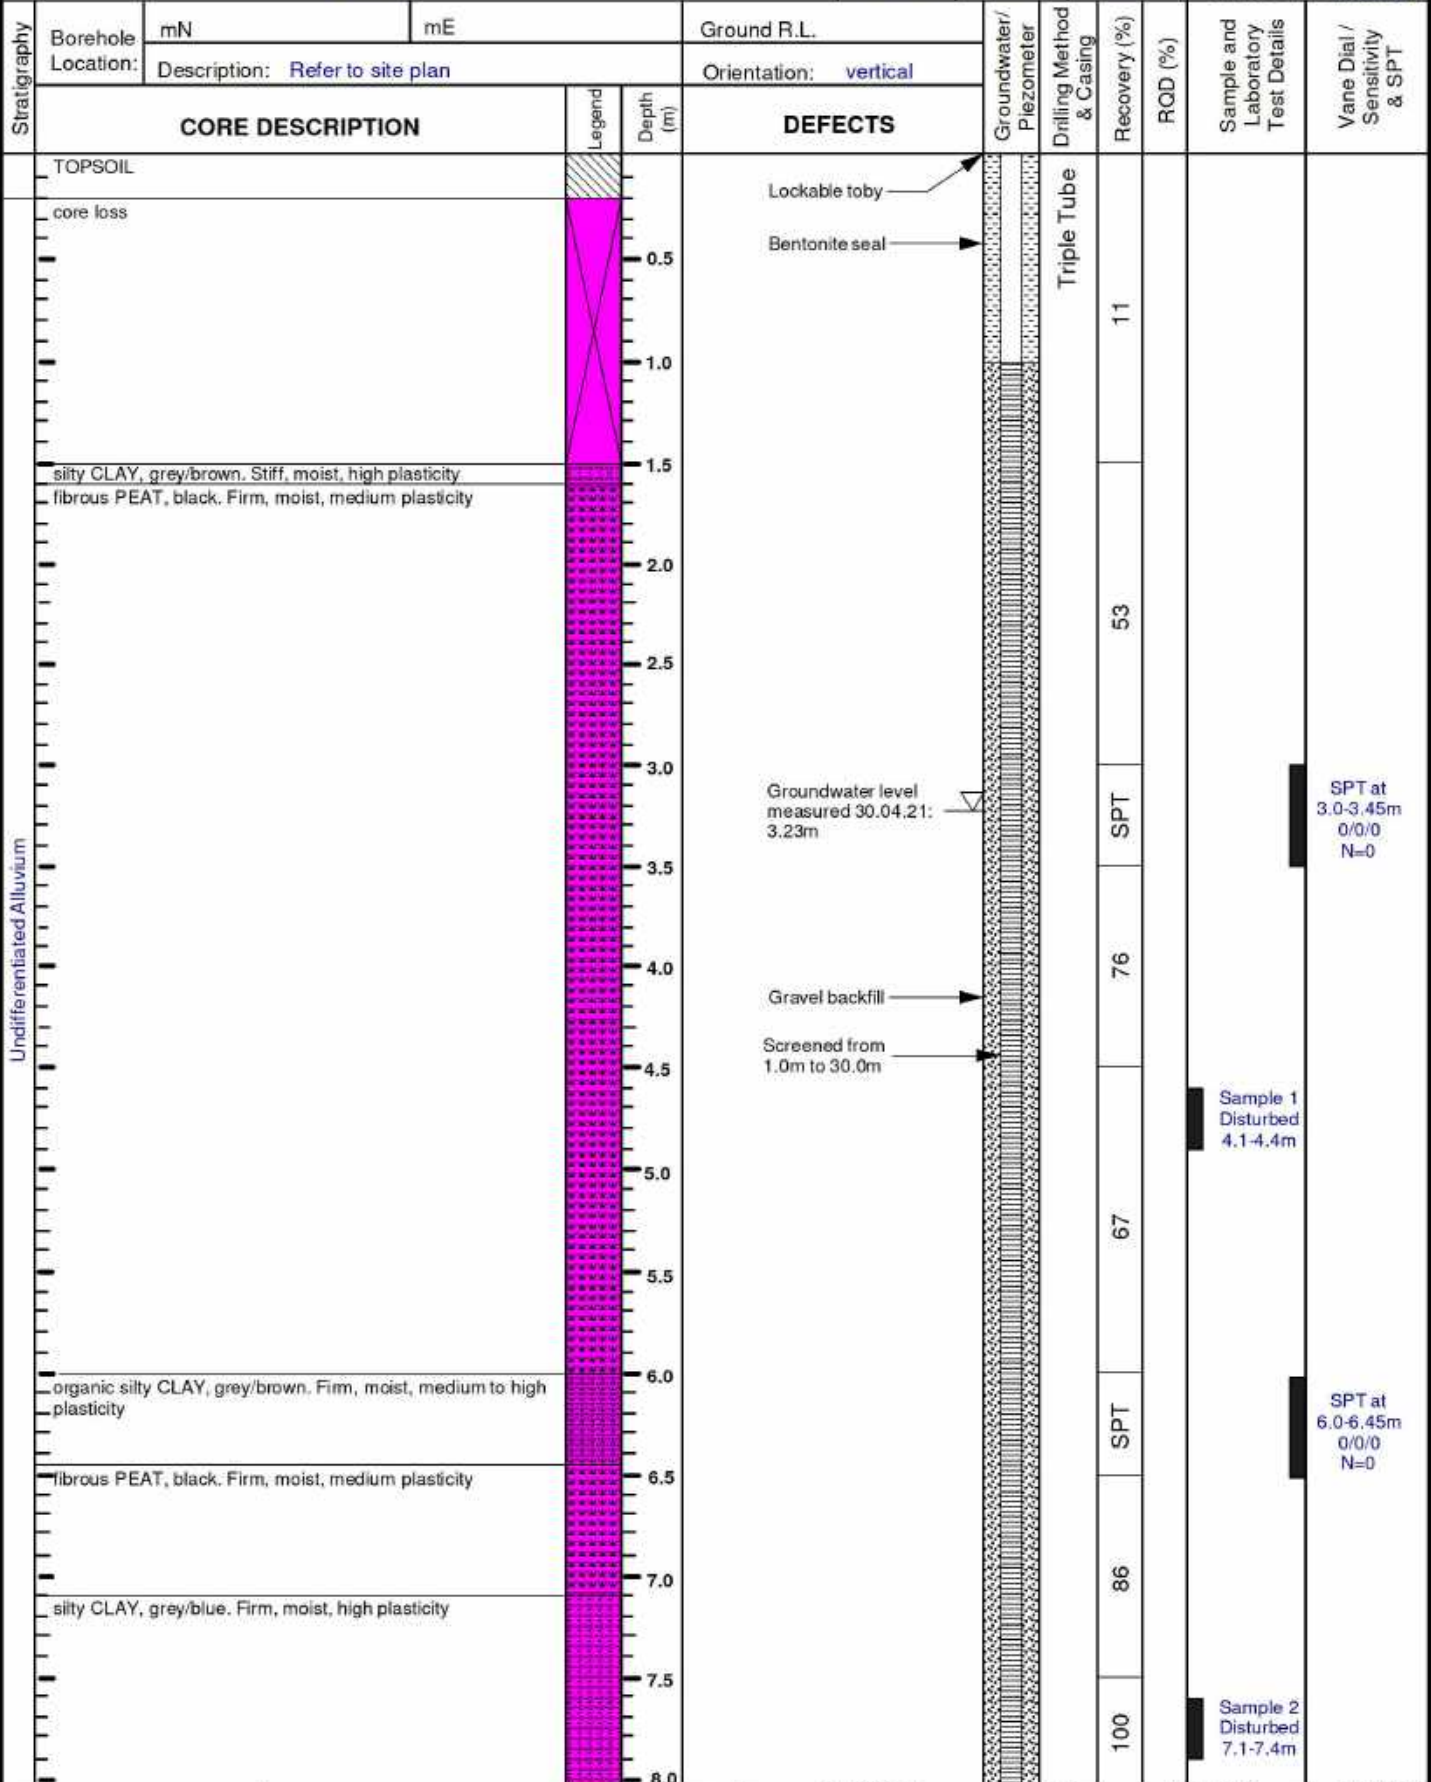 Stratigraphy
Borehole
Location:
mN
mE
Ground R.L.
Description: Refer to site plan
Orientation: vertical
CORE DESCRIPTION
Legend
Depth
(m)
DEFECTS
Groundwater/
Piezometer
Drilling Method
& Casing
Recovery (%)
RQD (%)
Sample and
Laboratory
Test Details
Vane Dial /
Sensitivity
& SPT
TOPSOIL
Lockable toby
Triple Tube
core loss
Bentonite seal
0.5
11
1.0
1.5
silty CLAY, grey/brown. Stiff, moist, high plasticity
fibrous PEAT, black. Firm, moist, medium plasticity
2.0
53
2.5
3.0
Groundwater level
measured 30.04.21:
3.23m
SPT
SPT at
3.0-3.45m
0/0/0
N=0
3.5
Undifferentiated Alluvium
4.0
76
Gravel backfill
Screened from
1.0m to 30.0m
4.5
Sample 1
Disturbed
4.1-4.4m
5.0
67
5.5
6.0
organic silty CLAY, grey/brown. Firm, moist, medium to high
plasticity
SPT
SPT at
6.0-6.45m
0/0/0
N=0
6.5
fibrous PEAT, black. Firm, moist, medium plasticity
7.0
86
silty CLAY, grey/blue. Firm, moist, high plasticity
7.5
100
Sample 2
Disturbed
7.1-7.4m
8.0